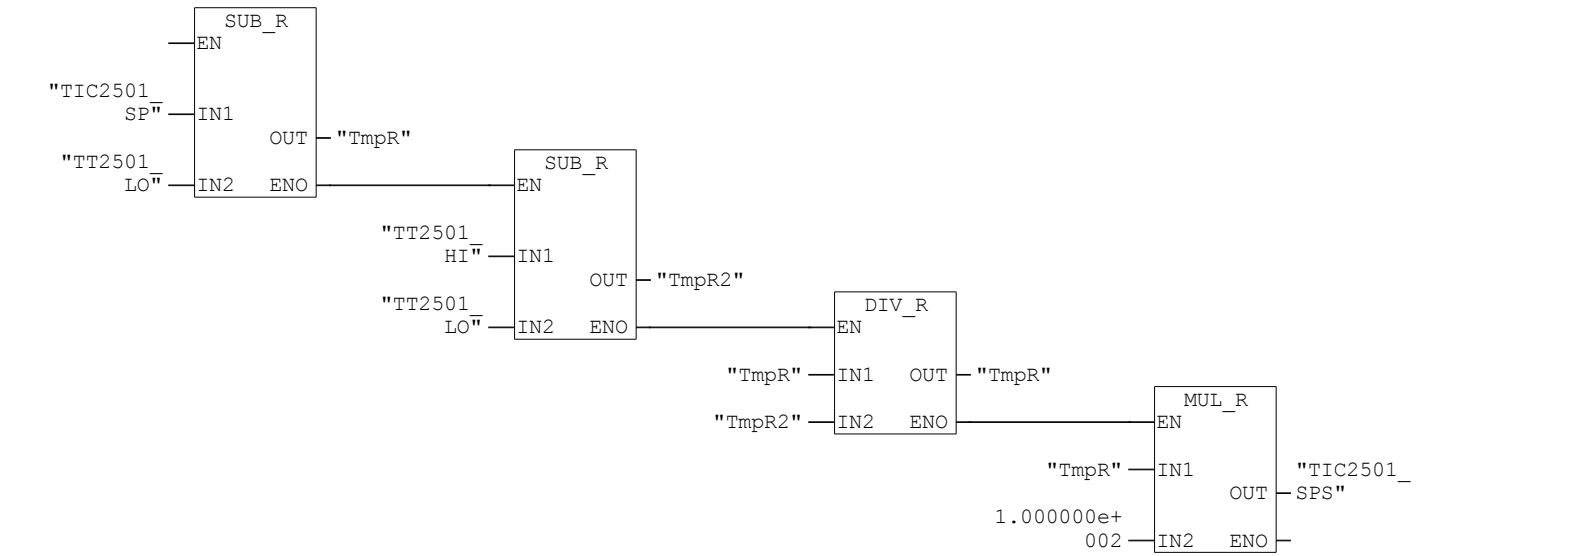 SUB_R
EN
"TIC2501_
SP"
IN1
OUT
"TmpR"
"TT2501_
LO"
IN2
ENO
SUB_R
EN
"TT2501_
HI"
IN1
OUT
"TmpR2"
"TT2501_
LO"
IN2
ENO
DIV_R
EN
"TmpR"
IN1
OUT
"TmpR"
"TmpR2"
IN2
ENO
MUL_R
EN
"TmpR"
IN1
"TIC2501_
OUT
SPS"
1.000000e+
002
IN2
ENO